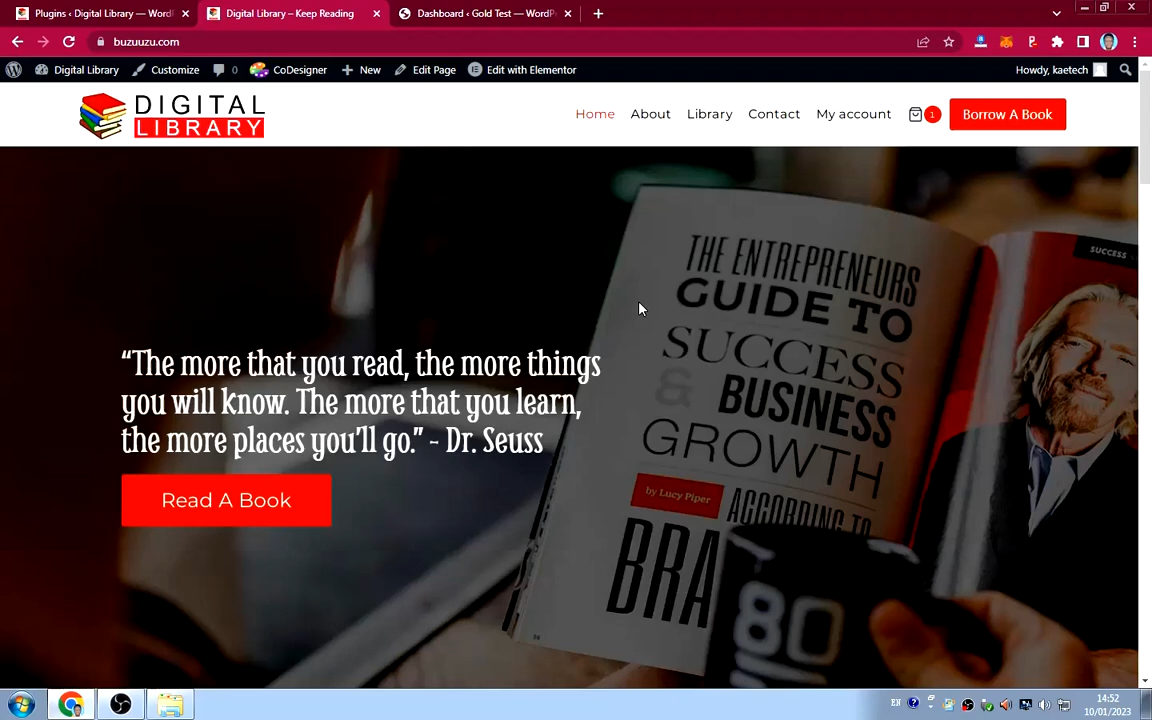 Plugins ‹ Digital Library — Word
Digital Library – Keep Reading
Dashboard ‹ Gold Test — WordP
buzuuzu.com
Digital Library
Customize
0
CoDesigner
New
Edit Page
Edit with Elementor
Howdy, kaetech
DIGITAL
LIBRARY
Home
About
Library
Contact
My account
1
Borrow A Book
SUCCESS
THE ENTREPRENEURS
GUIDE TO
SUCCESS
& BUSINESS
GROWTH
by Lucy Piper
ACCORDING TO
BRA
80
“The more that you read, the more things
you will know. The more that you learn,
the more places you’ll go.” - Dr. Seuss
Read A Book
EN
14:52
10/01/2023